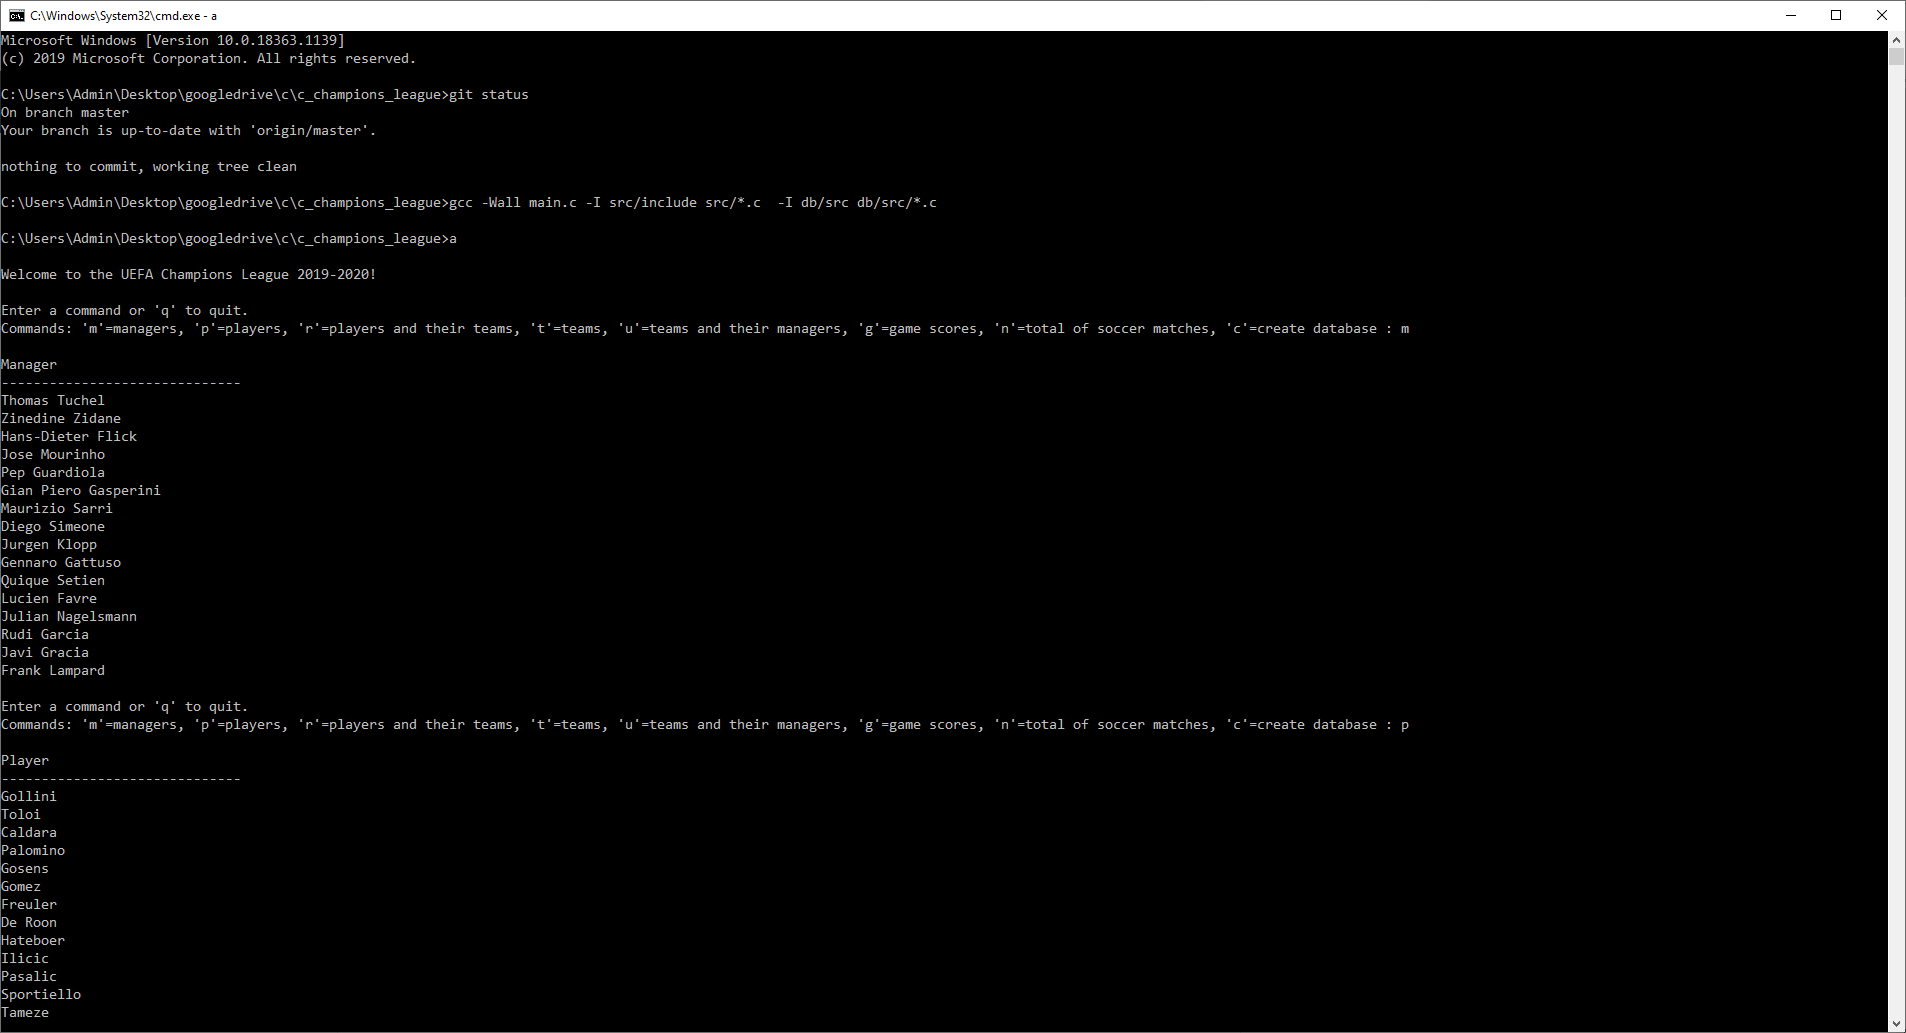 C:\Windows\System32\cmd.exe - a
Microsoft Windows [Version 10.0.18363.1139]
(c) 2019 Microsoft Corporation. All rights reserved.
C:\Users\Admin\Desktop\googledrive\c\c_champions_league>git status
On branch master
Your branch is up-to-date with 'origin/master'.
nothing to commit, working tree clean
C:\Users\Admin\Desktop\googledrive\c\c_champions_league>gcc -Wall main.c -I src/include src/*.c  -I db/src db/src/*.c
C:\Users\Admin\Desktop\googledrive\c\c_champions_league>a
Welcome to the UEFA Champions League 2019-2020!
Enter a command or 'q' to quit.
Commands: 'm'=managers, 'p'=players, 'r'=players and their teams, 't'=teams, 'u'=teams and their managers, 'g'=game scores, 'n'=total of soccer matches, 'c'=create database : m
Manager
------------------------------
Thomas Tuchel
Zinedine Zidane
Hans-Dieter Flick
Jose Mourinho
Pep Guardiola
Gian Piero Gasperini
Maurizio Sarri
Diego Simeone
Jurgen Klopp
Gennaro Gattuso
Quique Setien
Lucien Favre
Julian Nagelsmann
Rudi Garcia
Javi Gracia
Frank Lampard
Enter a command or 'q' to quit.
Commands: 'm'=managers, 'p'=players, 'r'=players and their teams, 't'=teams, 'u'=teams and their managers, 'g'=game scores, 'n'=total of soccer matches, 'c'=create database : p
Player
------------------------------
Gollini
Toloi
Caldara
Palomino
Gosens
Gomez
Freuler
De Roon
Hateboer
Ilicic
Pasalic
Sportiello
Tameze